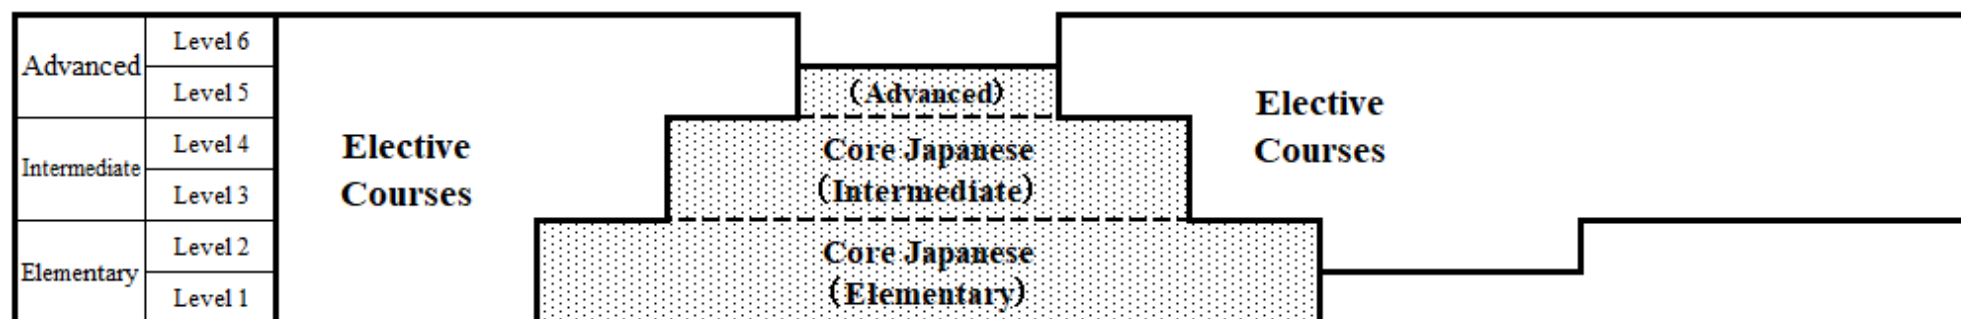 Advanced
Level 6
Level 5
Intermediate
Level 4
Level 3
Elementary
Level 2
Level 1
Elective
Courses
(Advanced)
Core Japanese
(Intermediate)
Core Japanese
(Elementary)
Elective
Courses